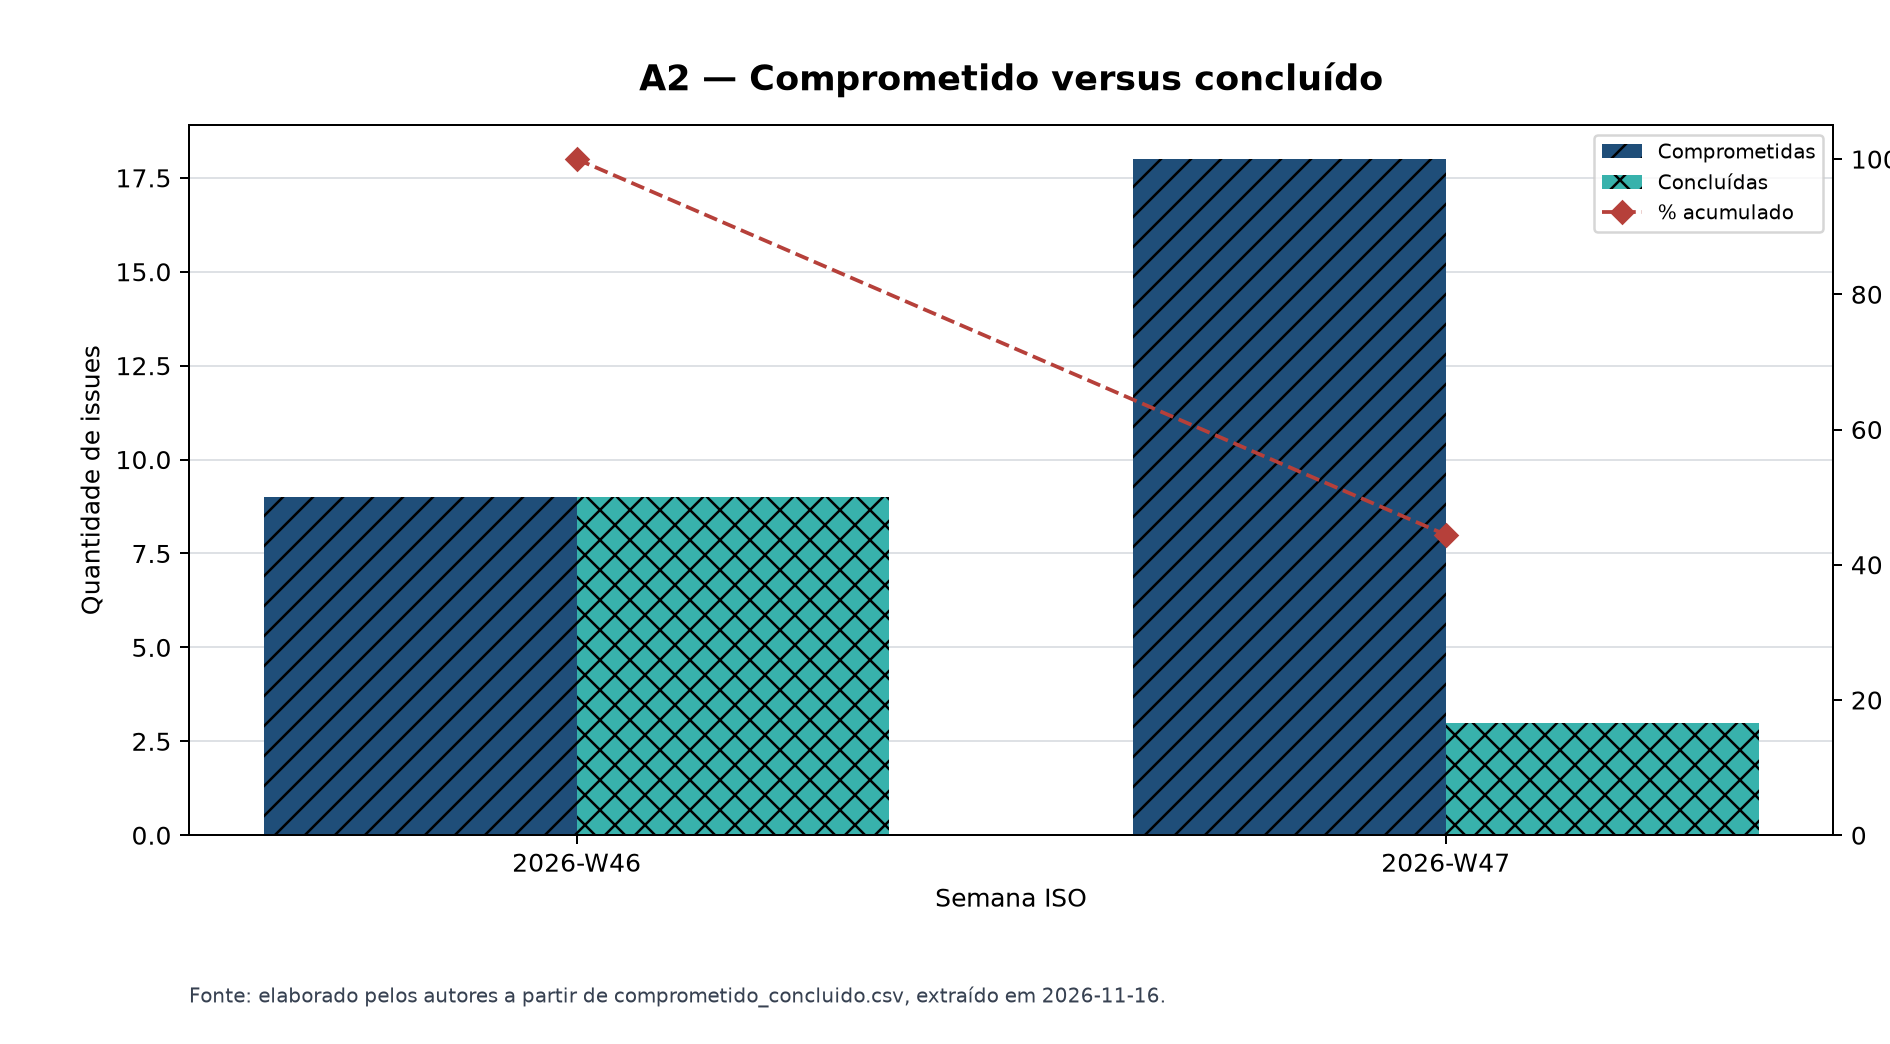 A2 — Comprometido versus concluído
Comprometidas
Concluídas
% acumulado
Quantidade de issues
17.5
15.0
12.5
10.0
7.5
5.0
2.5
0.0
100
80
60
40
20
0
2026-W46
2026-W47
Semana ISO
Fonte: elaborado pelos autores a partir de comprometido_concluido.csv, extraído em 2026-11-16.